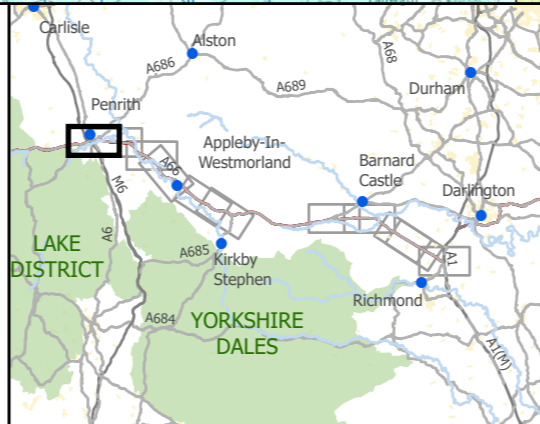 Carlisle
Alston
A68
A686
A689
Durham
Penrith
Appleby-In-
Westmorland
Barnard
Castle
Darlington
A66
M6
LAKE
DISTRICT
A6
A685
Kirkby
Stephen
A1
Richmond
A684
YORKSHIRE
DALES
A1(M)